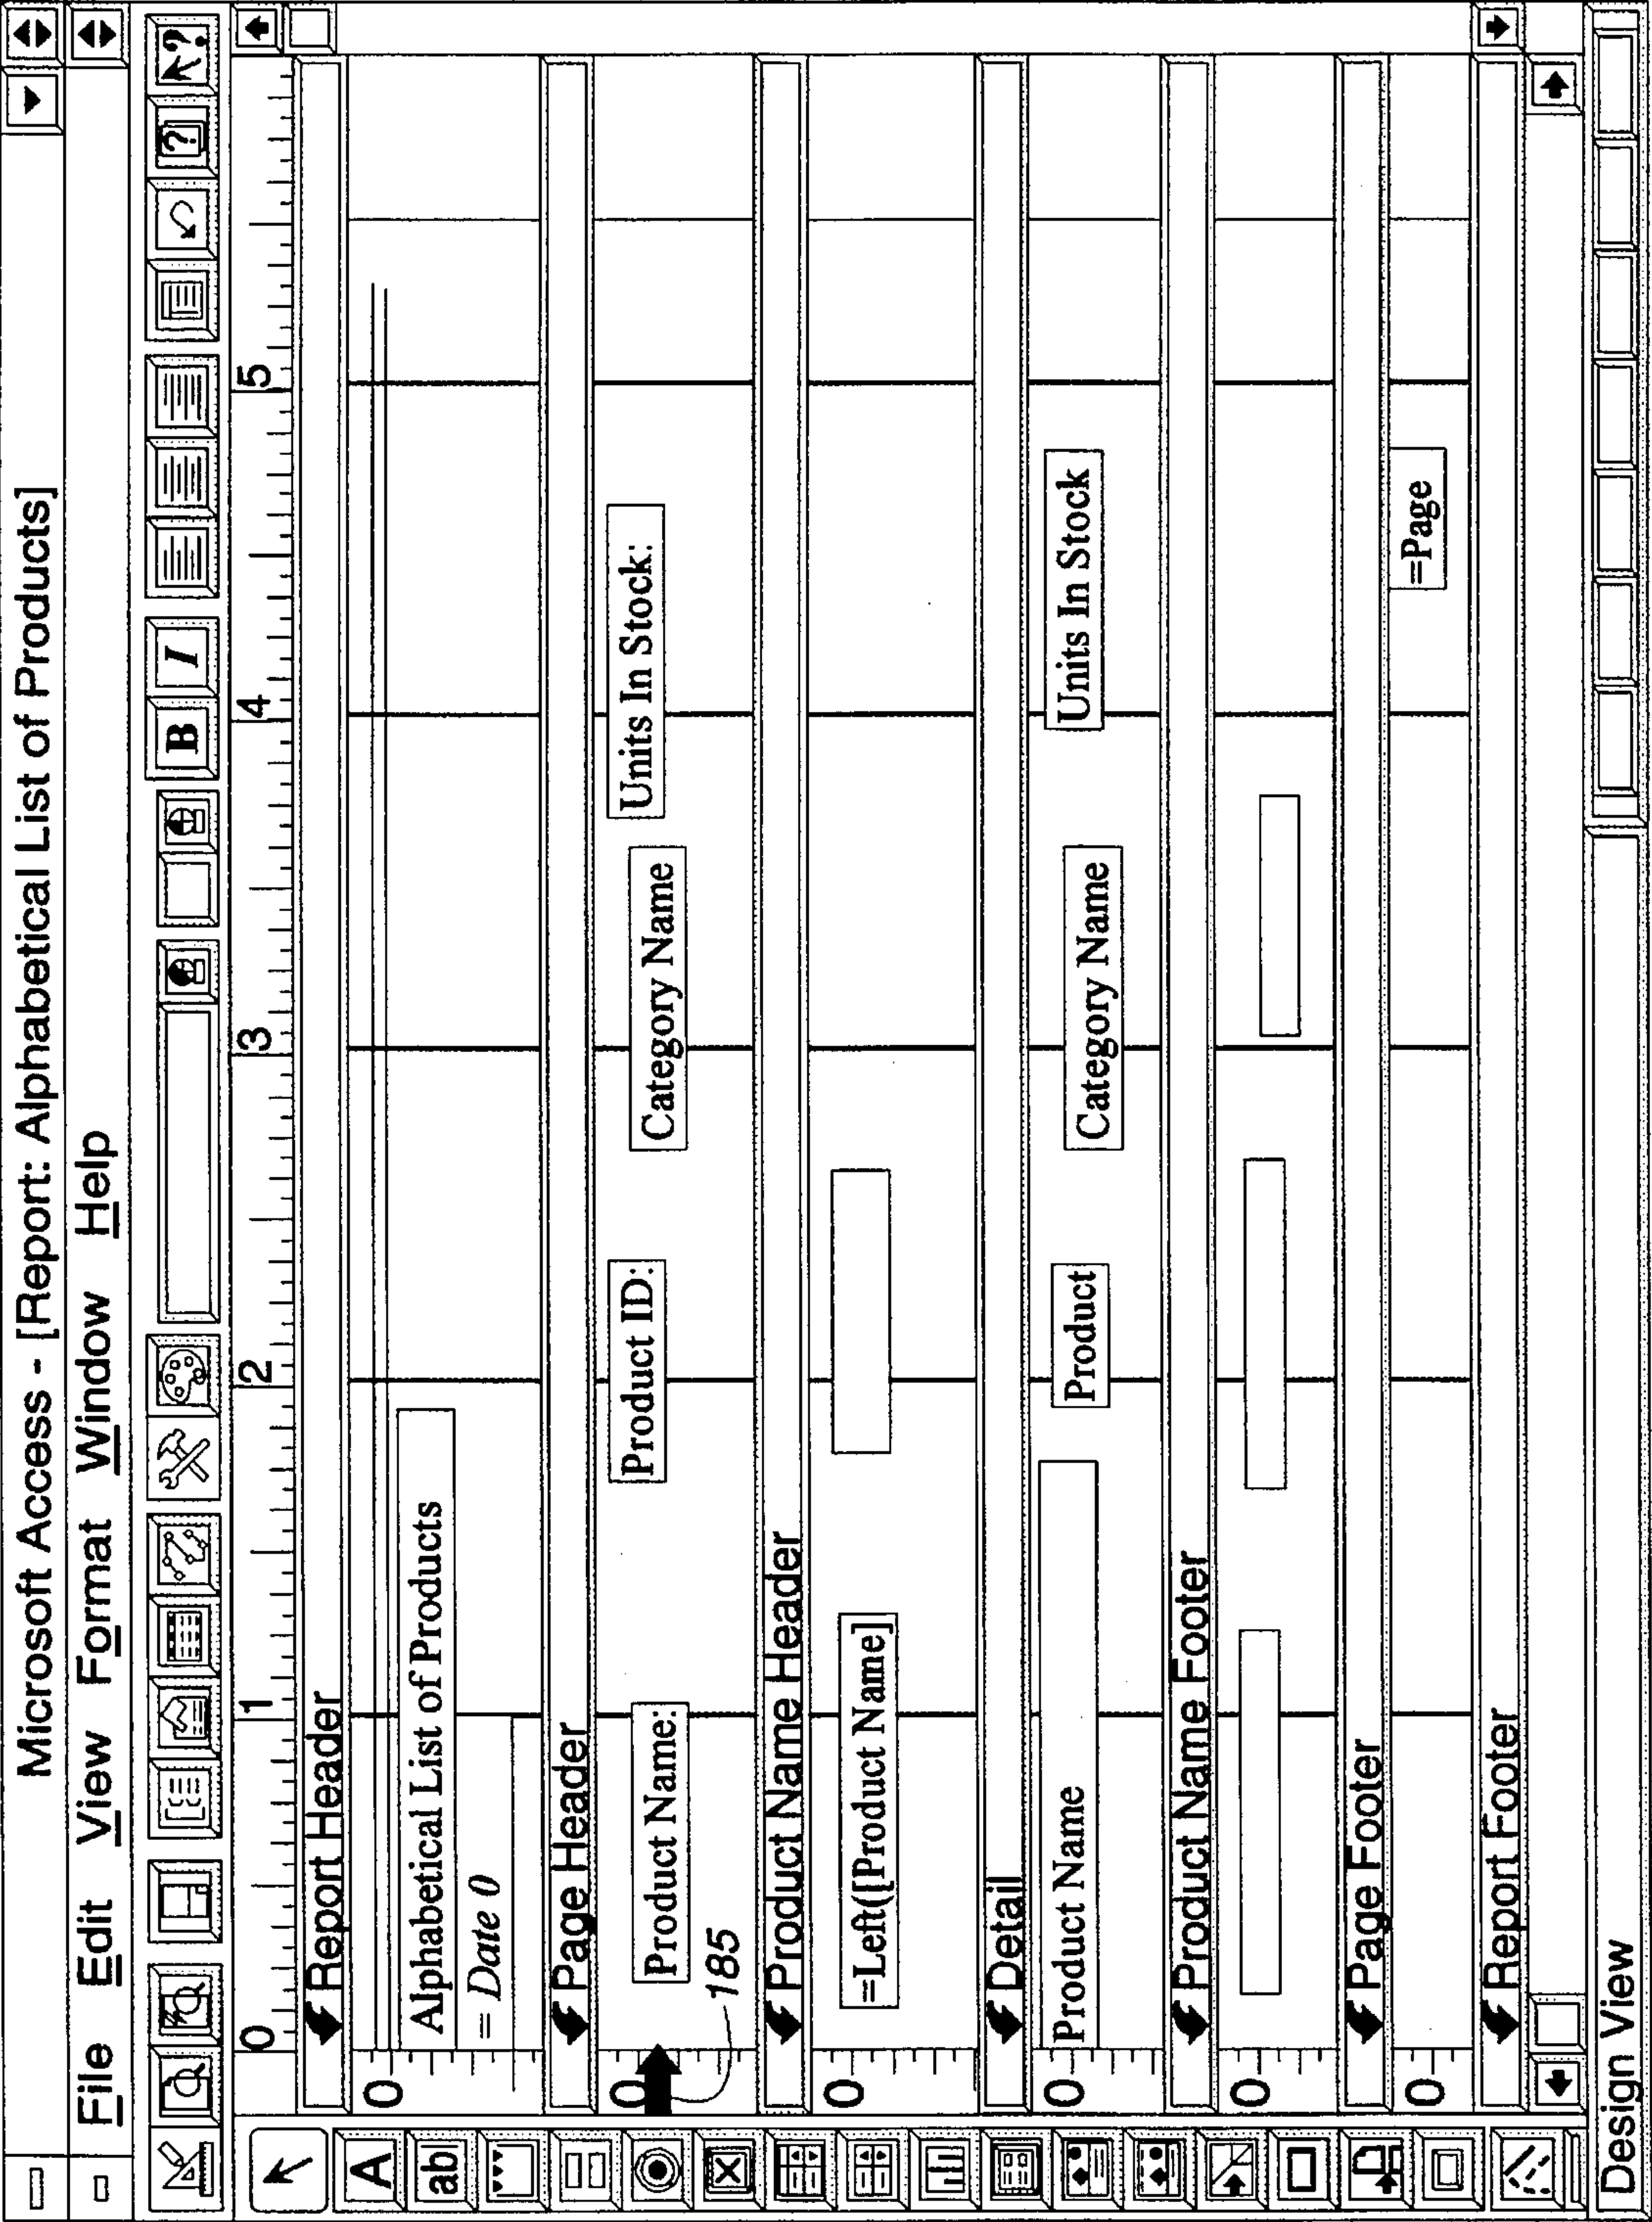 Microsoft Access - [Report: Alphabetical List of Products]
File Edit View Format Window Help
B I
? ?
0 1 2 3 4 5
A
ab
Report Header
0
Alphabetical List of Products
= Date 0
Page Header
0
Product Name: Product ID: Category Name Units In Stock:
185
Product Name Header
0
=Left([Product Name]
Detail
0
Product Name Product Category Name Units In Stock
Product Name Footer
0
Page Footer
0
=Page
Report Footer
Design View